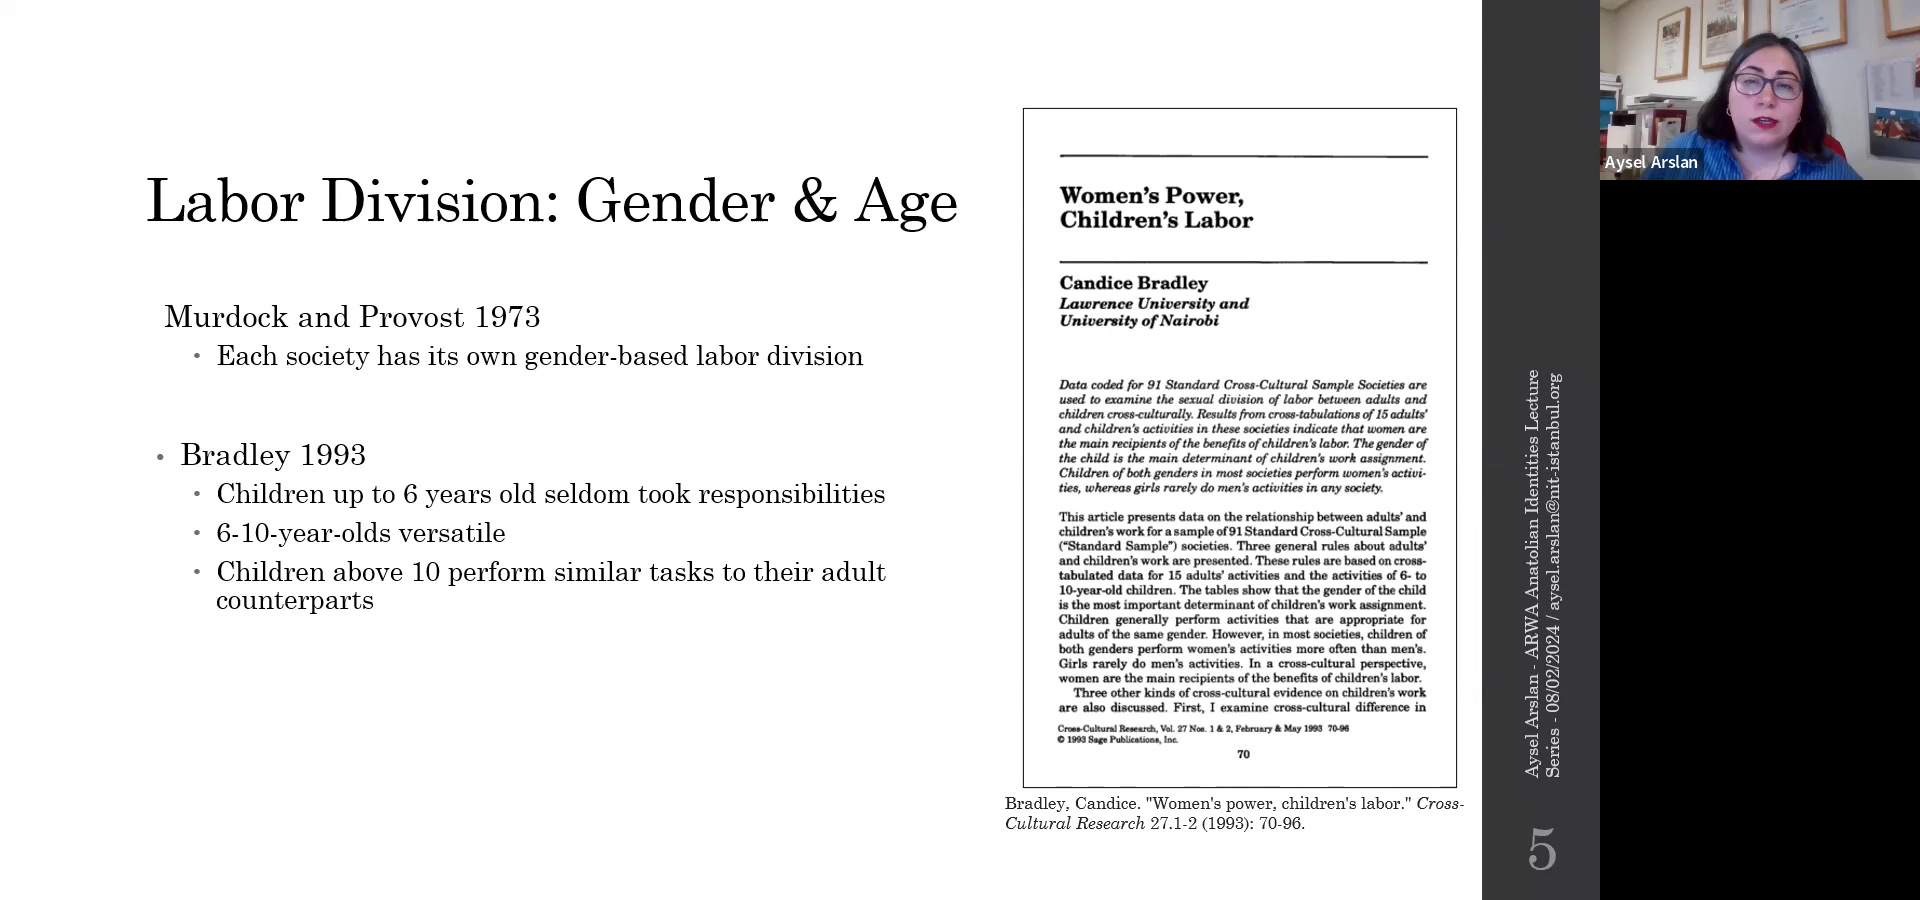 Labor Division: Gender & Age
Murdock and Provost 1973
• Each society has its own gender-based labor division
• Bradley 1993
• Children up to 6 years old seldom took responsibilities
• 6-10-year-olds versatile
• Children above 10 perform similar tasks to their adult
counterparts
Women's Power,
Children's Labor
Candice Bradley
Lawrence University and
University of Nairobi
Data coded for 91 Standard Cross-Cultural Sample Societies are
used to examine the sexual division of labor between adults and
children cross-culturally. Results from cross-tabulations of 15 adults'
and children's activities in these societies indicate that women are
the main recipients of the benefits of children's labor. The gender of
the child is the main determinant of children's work assignment.
Children of both genders in most societies perform women's activi-
ties, whereas girls rarely do men's activities in any society.
This article presents data on the relationship between adults' and
children's work for a sample of 91 Standard Cross-Cultural Sample
("Standard Sample") societies. Three general rules about adults'
and children's work are presented. These rules are based on cross-
tabulated data for 15 adults' activities and the activities of 6- to
10-year-old children. The tables show that the gender of the child
is the most important determinant of children's work assignment.
Children generally perform activities that are appropriate for
adults of the same gender. However, in most societies, children of
both genders perform women's activities more often than men's.
Girls rarely do men's activities. In a cross-cultural perspective,
women are the main recipients of the benefits of children's labor.
Three other kinds of cross-cultural evidence on children's work
are also discussed. First, I examine cross-cultural difference in
Cross-Cultural Research, Vol. 27 Nos. 1 & 2, February & May 1993 70-96
© 1993 Sage Publications, Inc.
70
Bradley, Candice. "Women's power, children's labor." Cross-
Cultural Research 27.1-2 (1993): 70-96.
Aysel Arslan - ARWA Anatolian Identities Lecture
Series - 08/02/2024 / aysel.arslan@nit-istanbul.org
5
Aysel Arslan